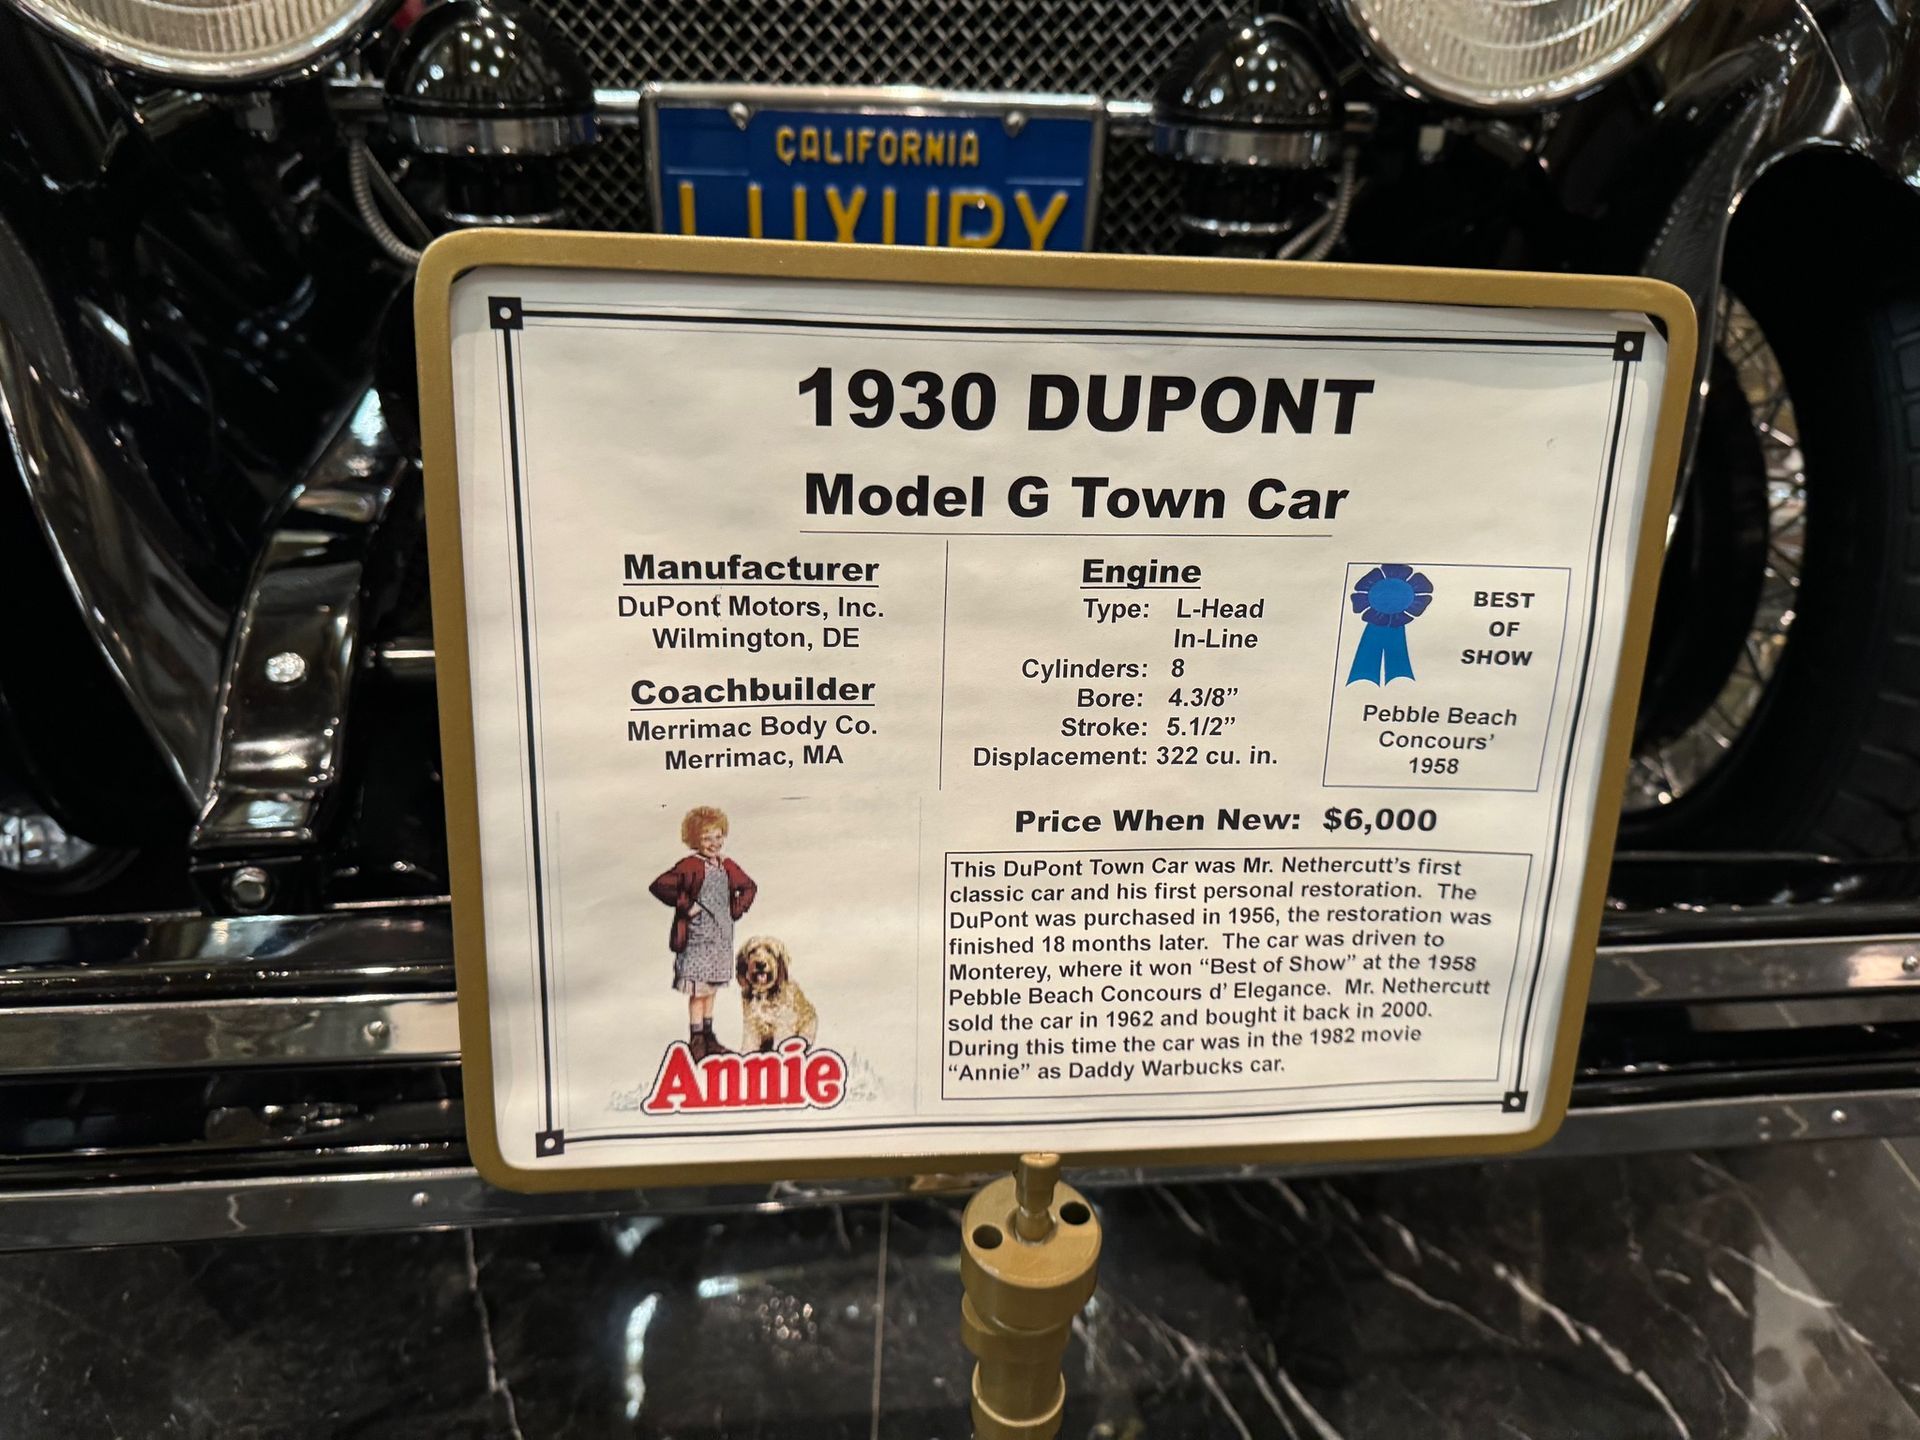 CALIFORNIA
LUXURY
1930 DUPONT
Model G Town Car
Manufacturer
DuPont Motors, Inc.
Wilmington, DE
Coachbuilder
Merrimac Body Co.
Merrimac, MA
Engine
Type: L-Head
In-Line
Cylinders: 8
Bore: 4.3/8”
Stroke: 5.1/2”
Displacement: 322 cu. in.
BEST
OF
SHOW
Pebble Beach
Concours’
1958
Price When New: $6,000
This DuPont Town Car was Mr. Nethercutt’s first
classic car and his first personal restoration. The
DuPont was purchased in 1956, the restoration was
finished 18 months later. The car was driven to
Monterey, where it won “Best of Show” at the 1958
Pebble Beach Concours d’ Elegance. Mr. Nethercutt
sold the car in 1962 and bought it back in 2000.
During this time the car was in the 1982 movie
“Annie” as Daddy Warbucks car.
Annie